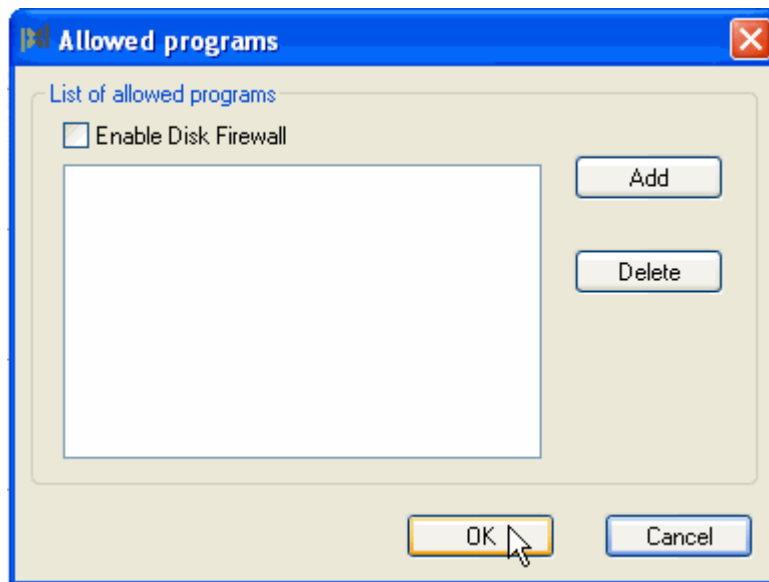 Allowed programs
List of allowed programs
Enable Disk Firewall
Add
Delete
OK
Cancel